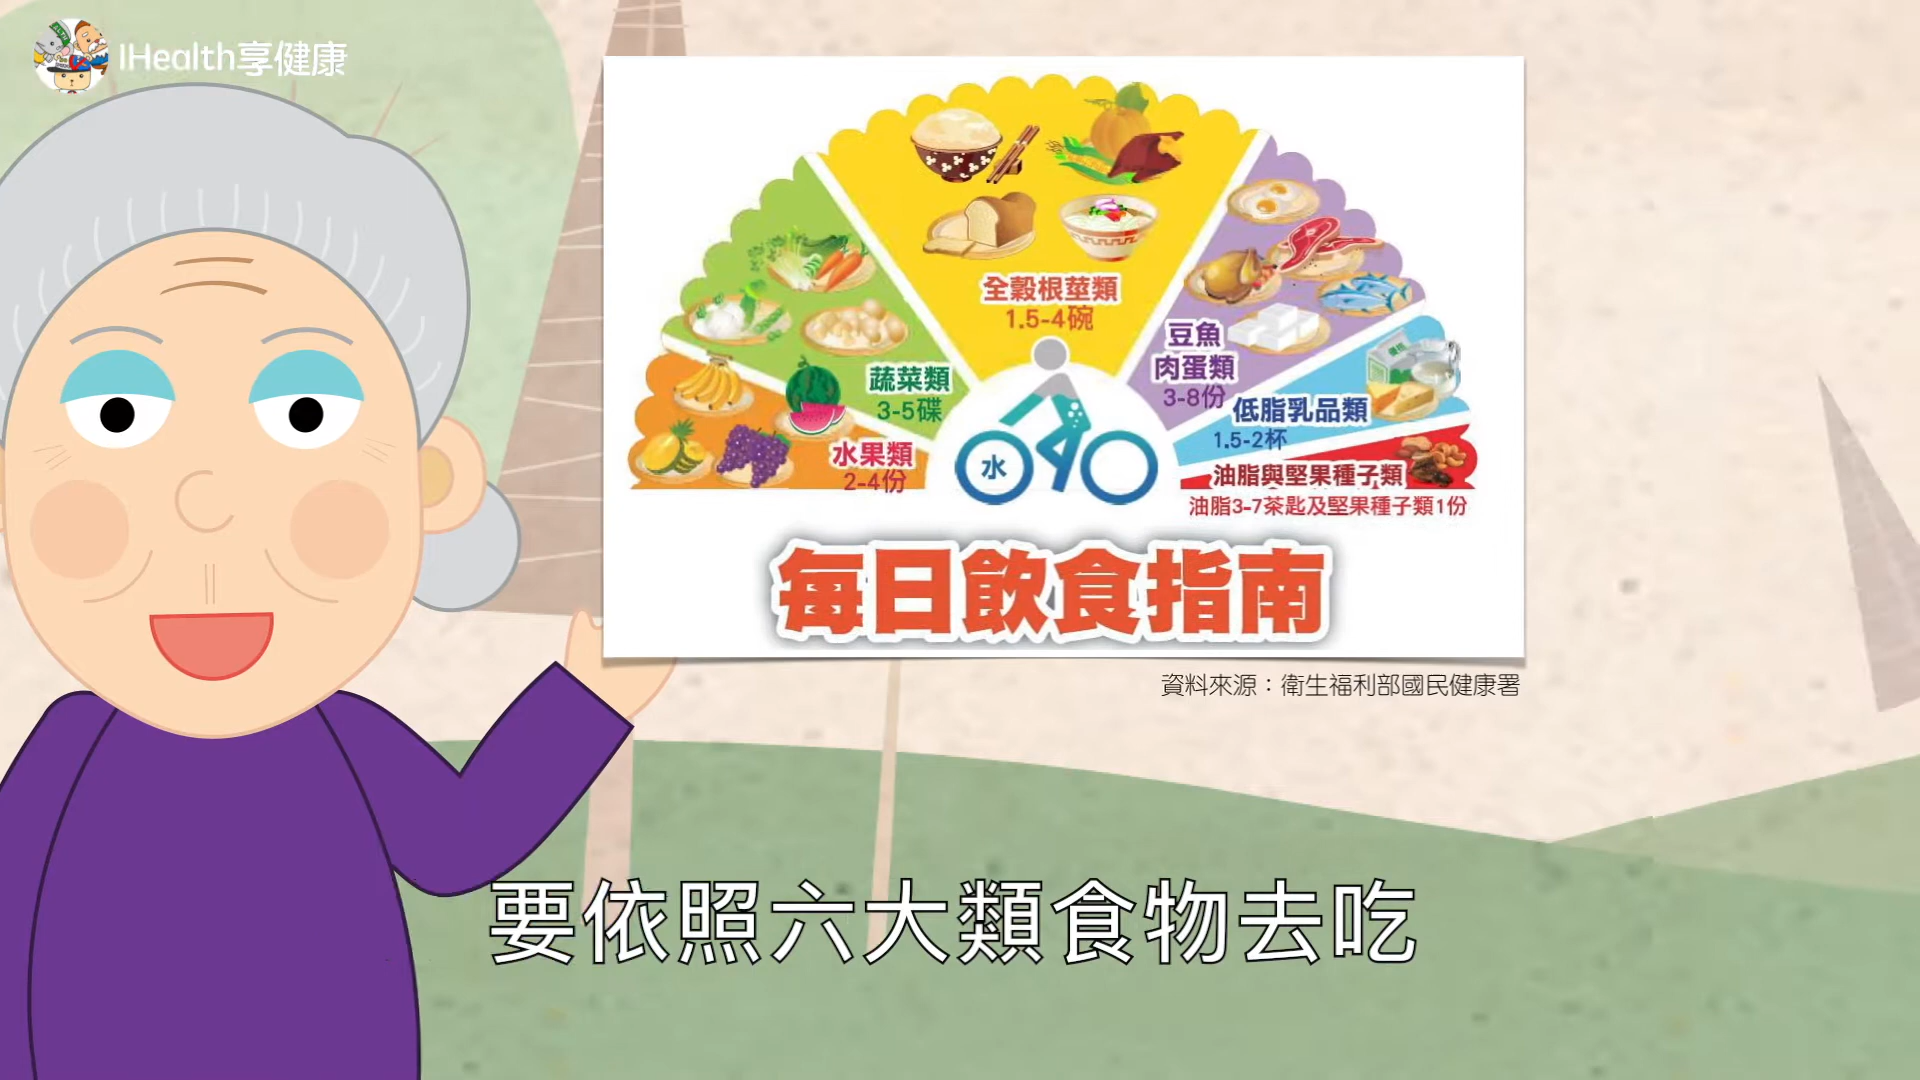 IHealth享健康
全穀根莖類
1.5-4碗
豆魚
肉蛋類
3-8份
蔬菜類
3-5碟
低脂乳品類
1.5-2杯
水果類
2-4份
水
油脂與堅果種子類
油脂3-7茶匙及堅果種子類1份
每日飲食指南
資料來源：衛生福利部國民健康署
要依照六大類食物去吃